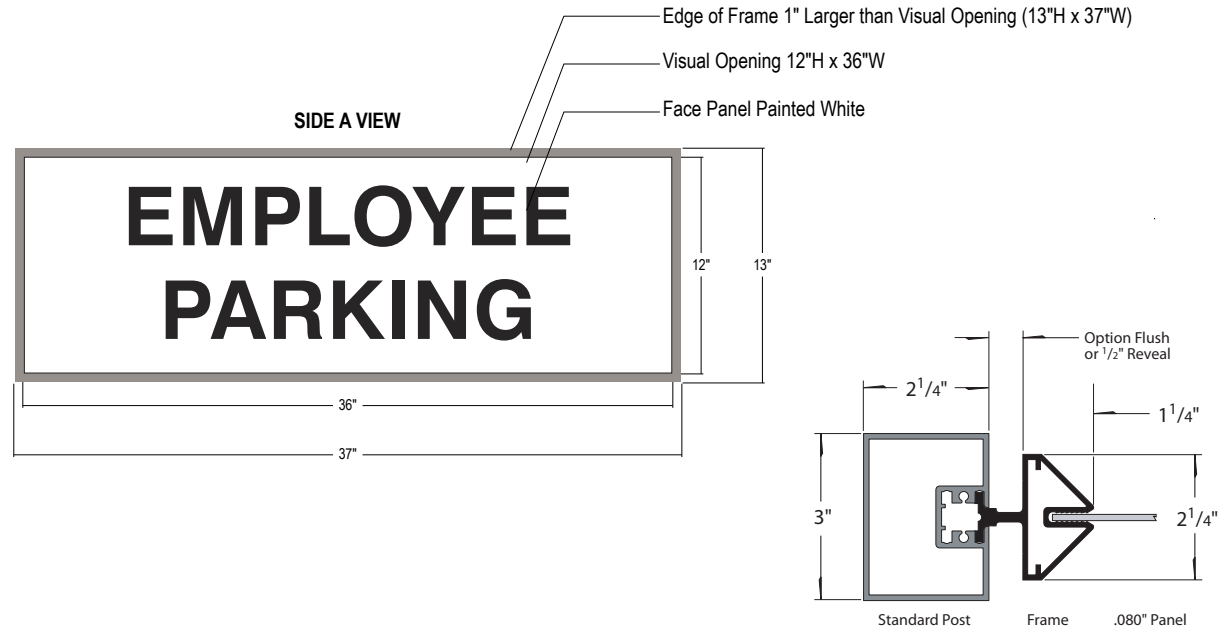 Edge of Frame 1" Larger than Visual Opening (13"H x 37"W)
Visual Opening 12"H x 36"W
Face Panel Painted White
SIDE A VIEW
EMPLOYEE
PARKING
12"
13"
36"
37"
Option Flush
or 1/2" Reveal
2 1/4"
1 1/4"
3"
2 1/4"
Standard Post
Frame
.080" Panel